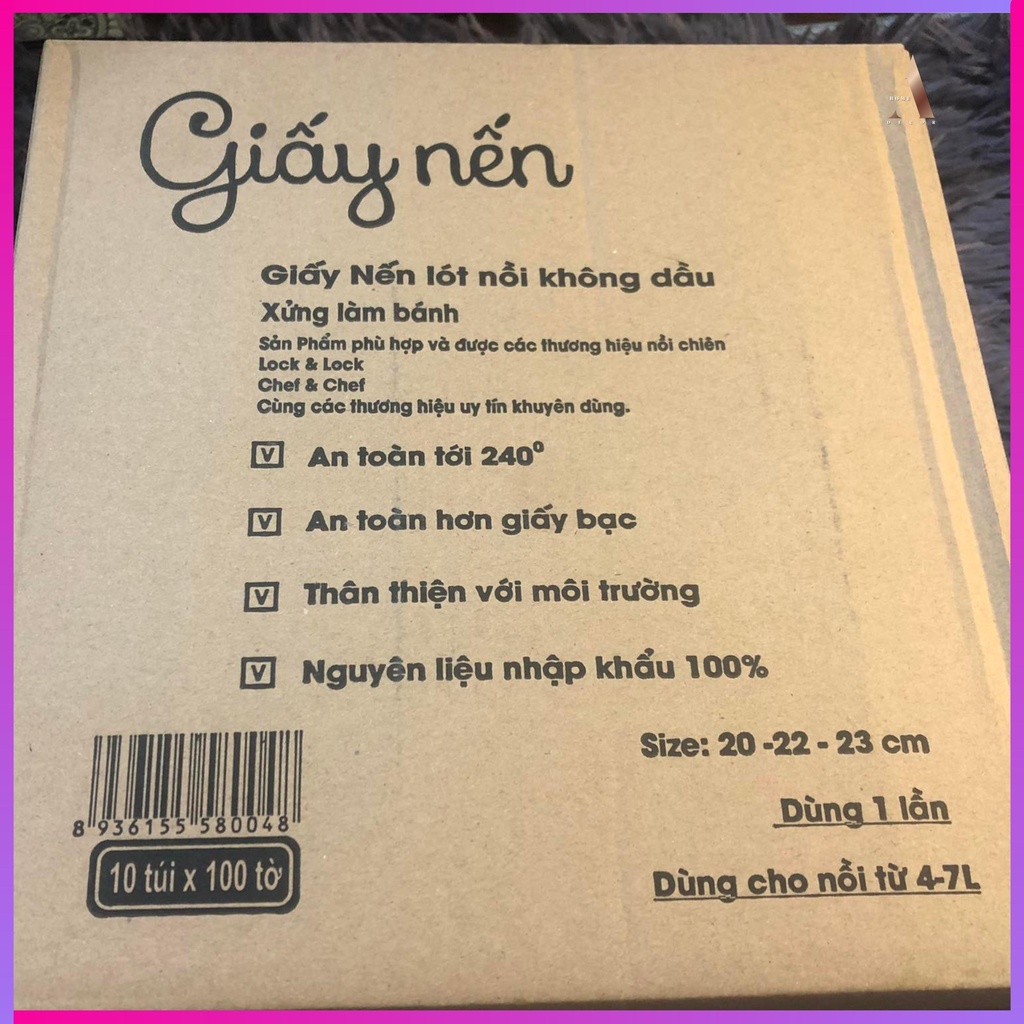 Giấy nến
Giấy Nến lót nồi không dầu
Xửng làm bánh
Sản Phẩm phù hợp và được các thương hiệu nồi chiên
Lock & Lock
Chef & Chef
Cùng các thương hiệu uy tín khuyên dùng.
V An toàn tới 240⁰
V An toàn hơn giấy bạc
V Thân thiện với môi trường
V Nguyên liệu nhập khẩu 100%
Size: 20 -22 - 23 cm
Dùng 1 lần
Dùng cho nồi từ 4-7L
8 936155 580048
10 túi x 100 tờ